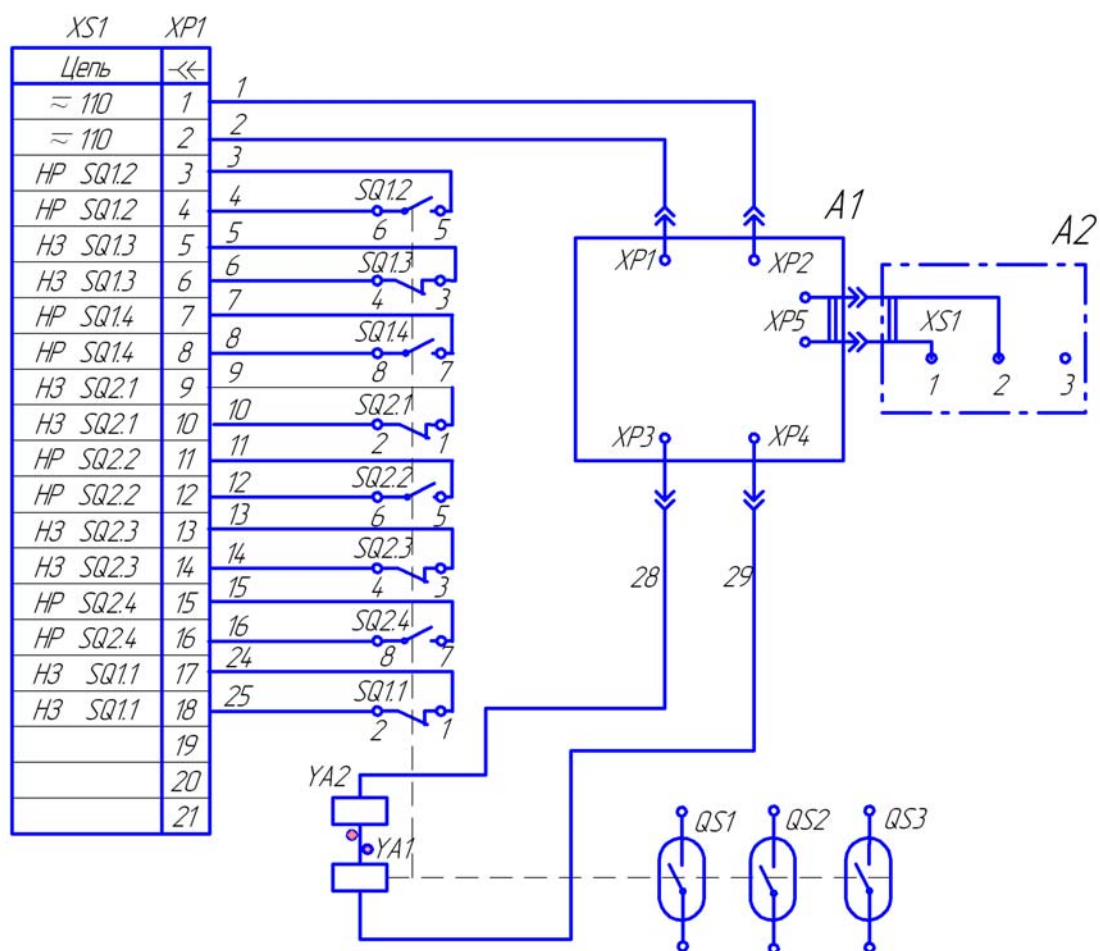 XS1 XP1
Цепь
≂ 110 1 1
≂ 110 2 2
НР SQ1.2 3 3
НР SQ1.2 4 4 SQ1.2 6 5
НЗ SQ1.3 5 5
НЗ SQ1.3 6 6 SQ1.3 4 3
НР SQ1.4 7 7
НР SQ1.4 8 8 SQ1.4 8 7
НЗ SQ2.1 9 9
НЗ SQ2.1 10 10 SQ2.1 2 1
НР SQ2.2 11 11
НР SQ2.2 12 12 SQ2.2 6 5
НЗ SQ2.3 13 13
НЗ SQ2.3 14 14 SQ2.3 4 3
НР SQ2.4 15 15
НР SQ2.4 16 16 SQ2.4 8 7
НЗ SQ1.1 17 24
НЗ SQ1.1 18 25 SQ1.1 2 1
19
20
21
A1
XP1 XP2
XP5
XP3 XP4
A2
XS1
1 2 3
28 29
YA2
YA1
QS1 QS2 QS3